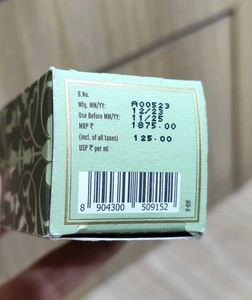 B.No. A00523
Mfg. MM/YY: 12/23
Use Before MM/YY: 11/25
MRP ₹ 1875.00
(incl. of all taxes)
USP ₹ per ml 125.00
8 904300 509152